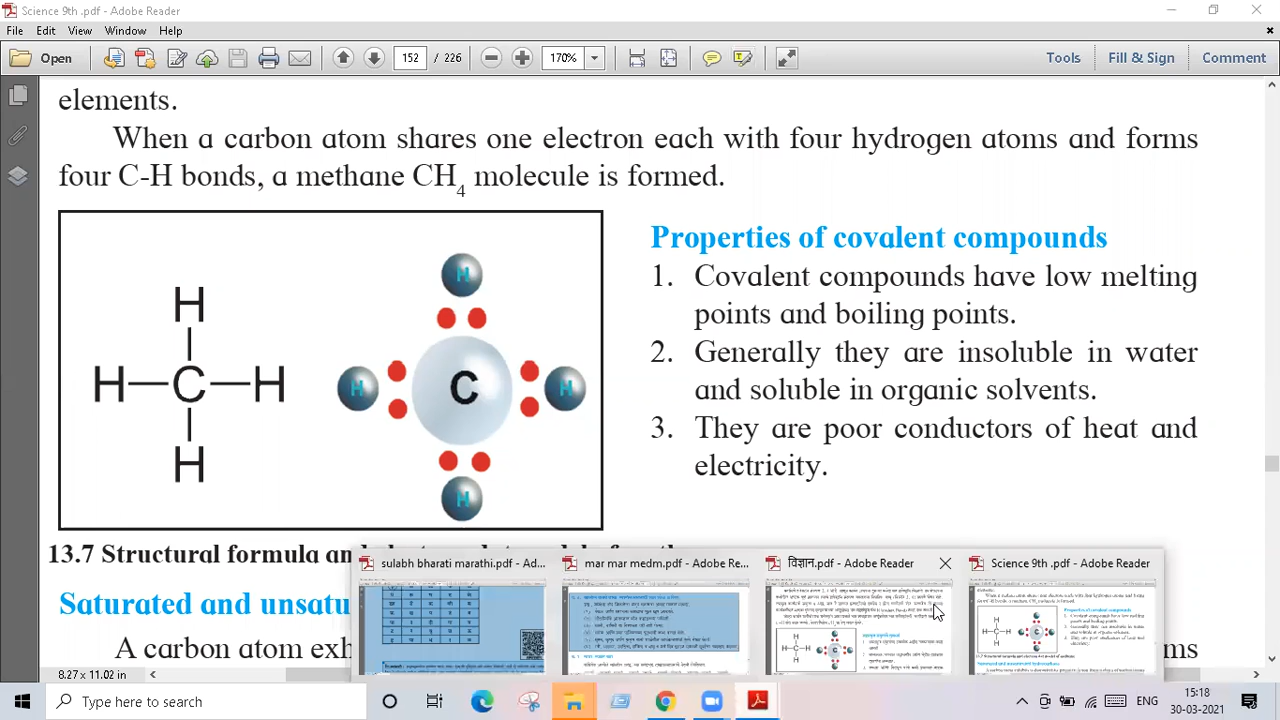 Science 9th .pdf - Adobe Reader
File Edit View Window Help
Open 152 / 226 170% Tools Fill & Sign Comment
elements.
When a carbon atom shares one electron each with four hydrogen atoms and forms
four C-H bonds, a methane CH4 molecule is formed.
H
H C H
H
H
H C H
H
Properties of covalent compounds
1. Covalent compounds have low melting
points and boiling points.
2. Generally they are insoluble in water
and soluble in organic solvents.
3. They are poor conductors of heat and
electricity.
13.7 Structural formula an
sulabh bharati marathi.pdf - Ad... mar mar medm.pdf - Adobe Re... विज्ञान.pdf - Adobe Reader Science 9th .pdf - Adobe Reader
Saturated and unsatu
A carbon atom exh
ms
8.27 x 11.02 in
Type here to search
ENG 15:18
30-03-2021